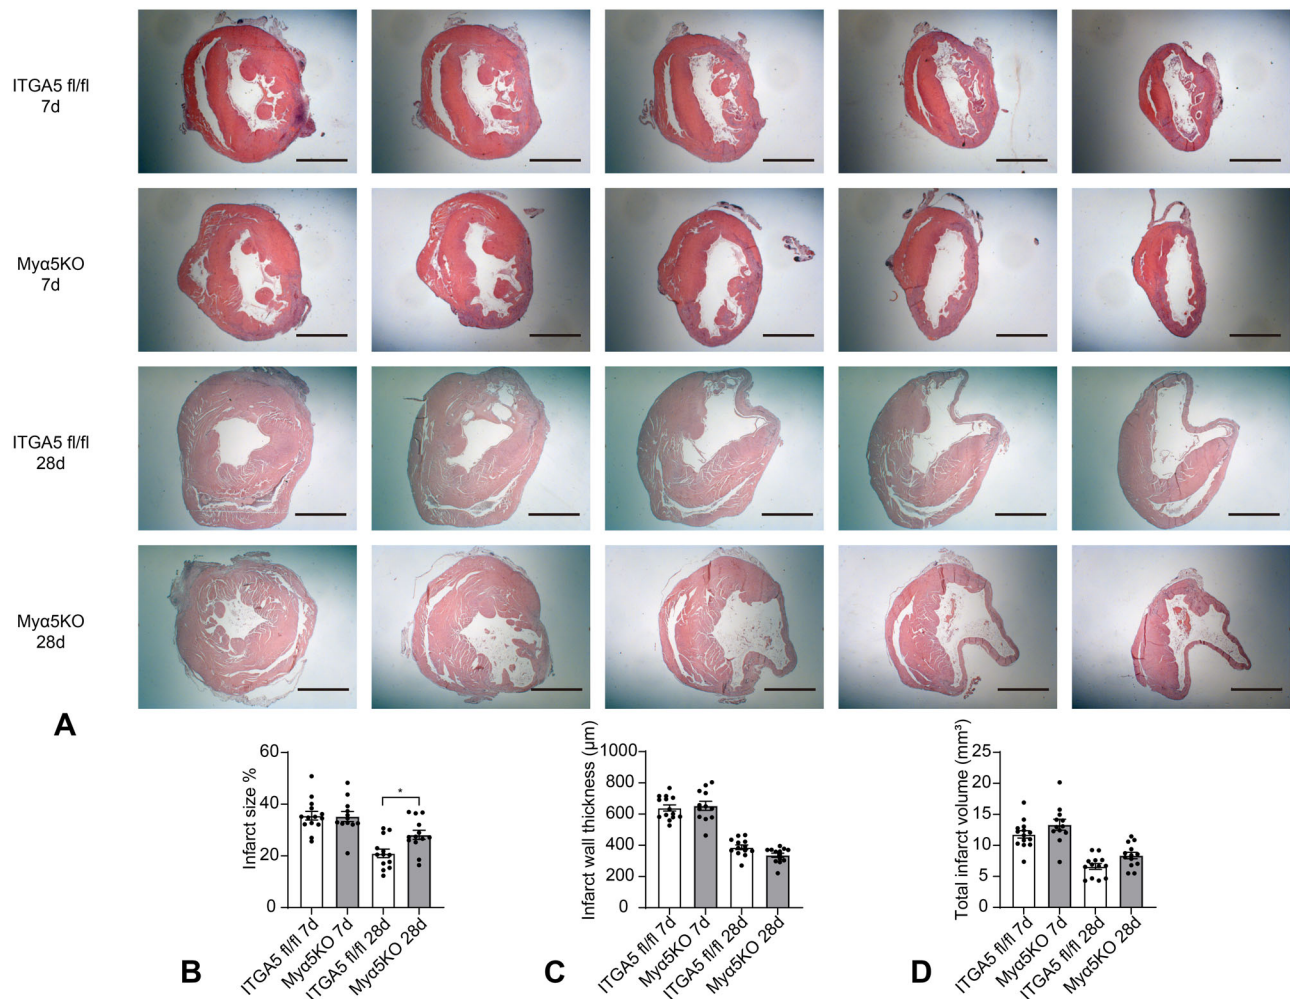 ITGA5 fl/fl
7d
Myα5KO
7d
ITGA5 fl/fl
28d
Myα5KO
28d
A
Infarct size %
60
40
20
0
*
ITGA5 fl/fl 7d
Myα5KO 7d
ITGA5 fl/fl 28d
Myα5KO 28d
B
Infarct wall thickness (μm)
1000
800
600
400
200
0
ITGA5 fl/fl 7d
Myα5KO 7d
ITGA5 fl/fl 28d
Myα5KO 28d
C
Total infarct volume (mm³)
25
20
15
10
5
0
ITGA5 fl/fl 7d
Myα5KO 7d
ITGA5 fl/fl 28d
Myα5KO 28d
D